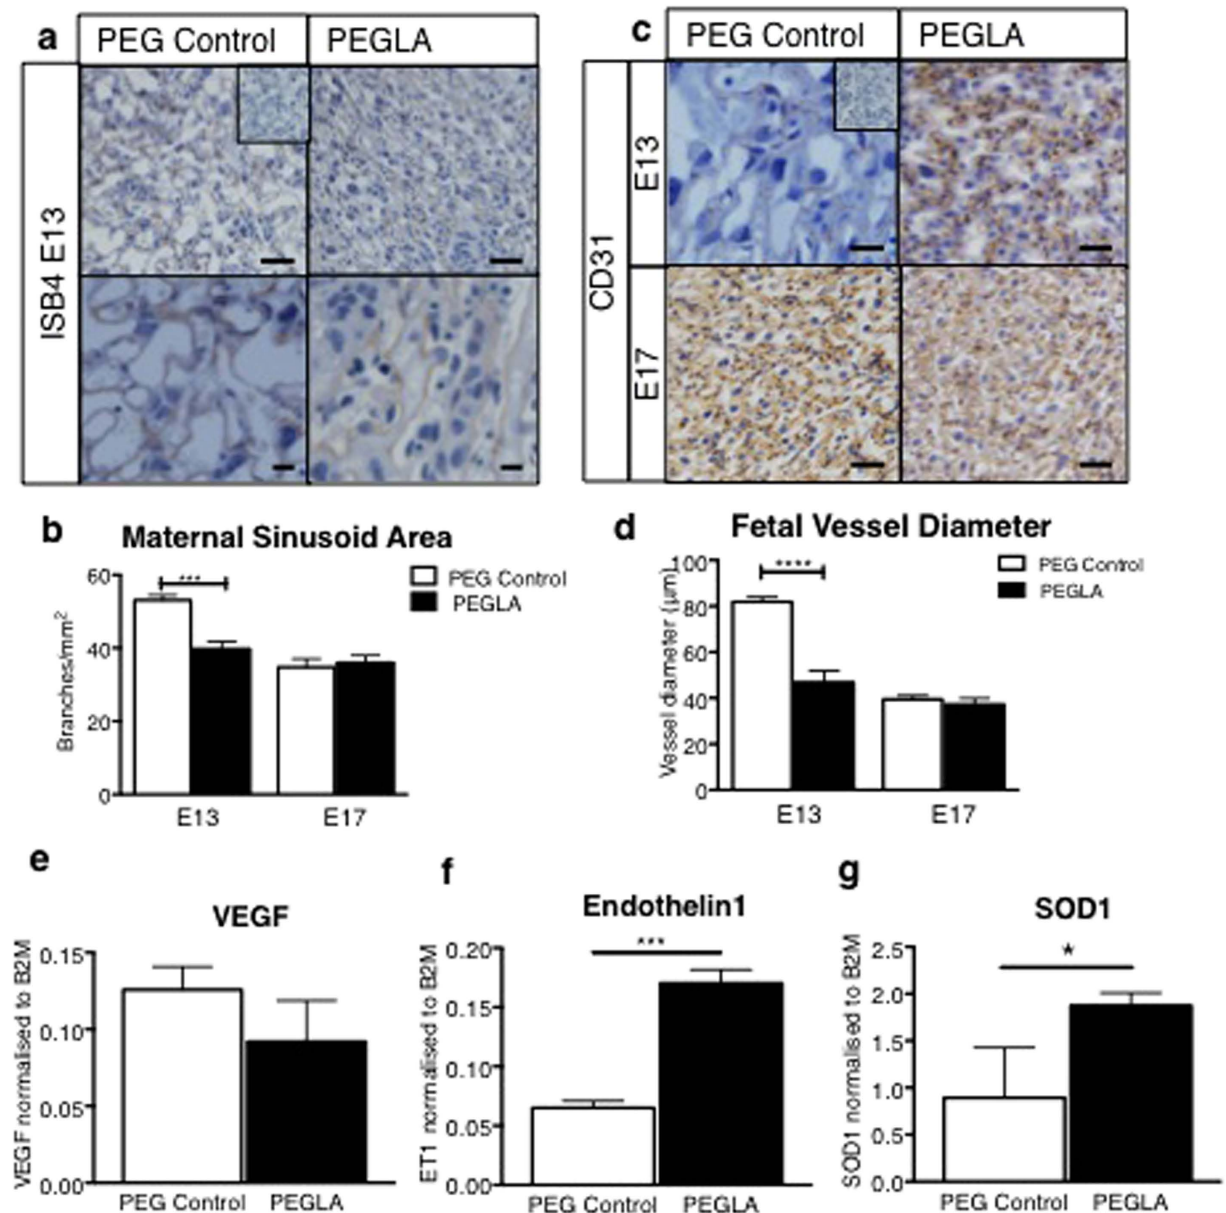 a
PEG Control
PEGLA
ISB4 E13
c
PEG Control
PEGLA
CD31
E13
E17
b
Maternal Sinusoid Area
PEG Control
PEGLA
***
Branches/mm²
60
40
20
0
E13
E17
d
Fetal Vessel Diameter
PEG Control
PEGLA
****
Vessel diameter (µm)
100
80
60
40
20
0
E13
E17
e
VEGF
VEGF normalised to B2M
0.15
0.10
0.05
0.00
PEG Control
PEGLA
f
Endothelin1
***
ET1 normalised to B2M
0.20
0.15
0.10
0.05
0.00
PEG Control
PEGLA
g
SOD1
*
SOD1 normalised to B2M
2.5
2.0
1.5
1.0
0.5
0.0
PEG Control
PEGLA